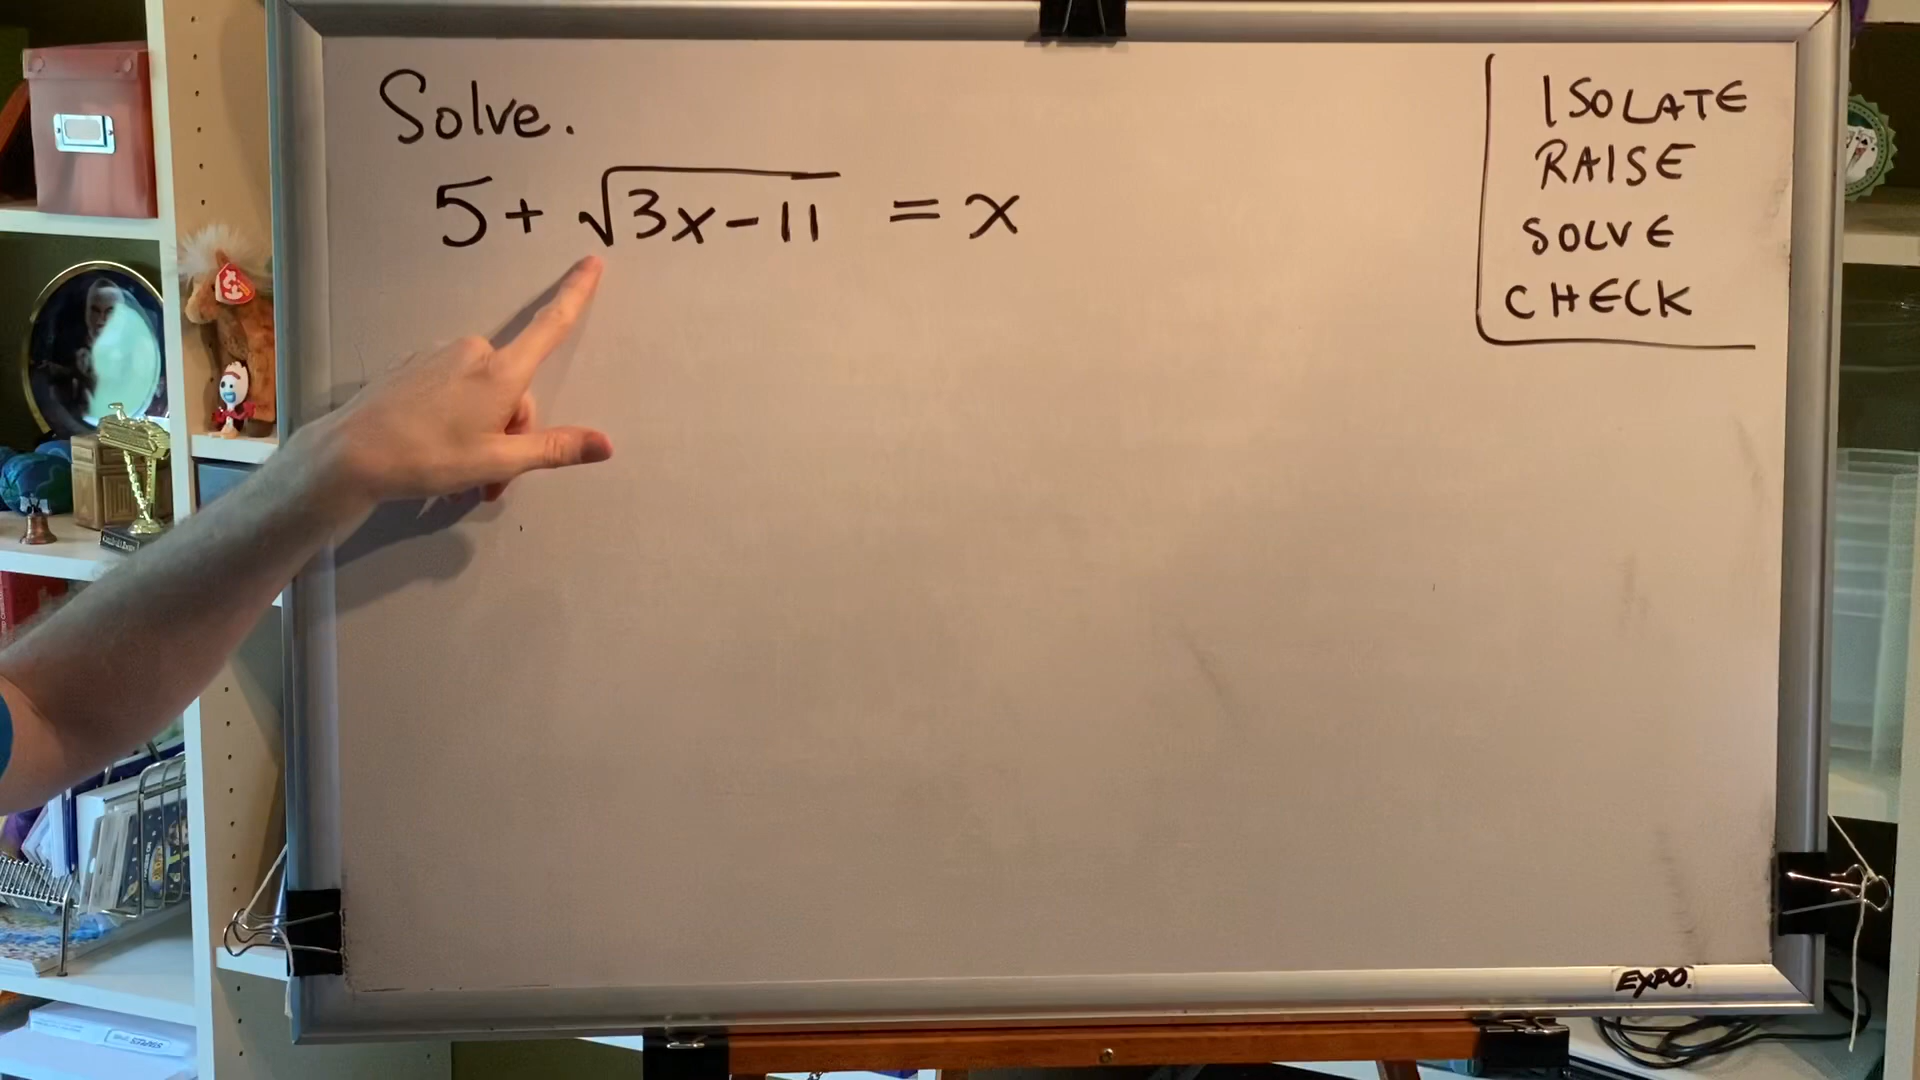 Solve.
5 + √3x-11 = x
ISOLATE
RAISE
SOLVE
CHECK
EXPO.